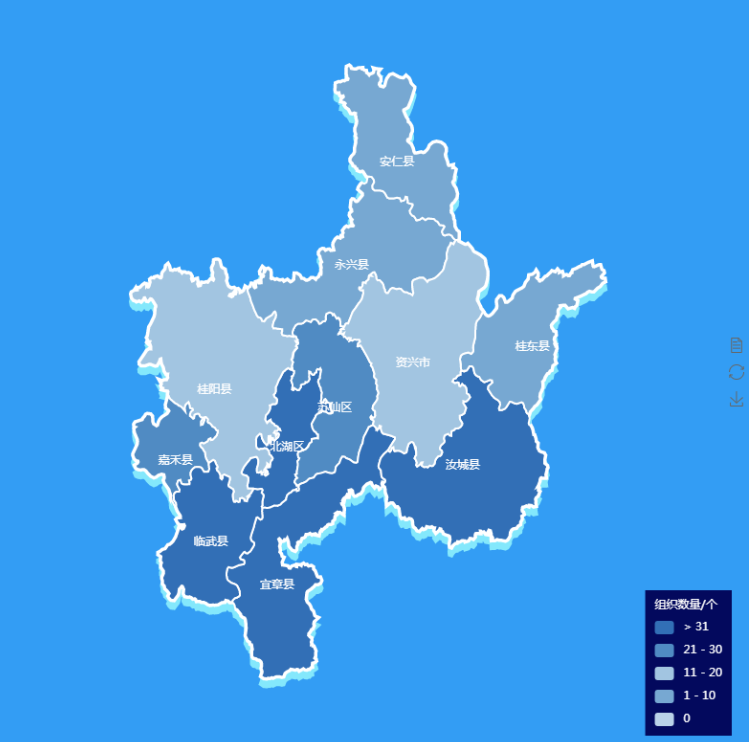 安仁县
永兴县
桂东县
资兴市
桂阳县
苏仙区
北湖区
嘉禾县
汝城县
临武县
宜章县
组织数量/个
> 31
21 - 30
11 - 20
1 - 10
0